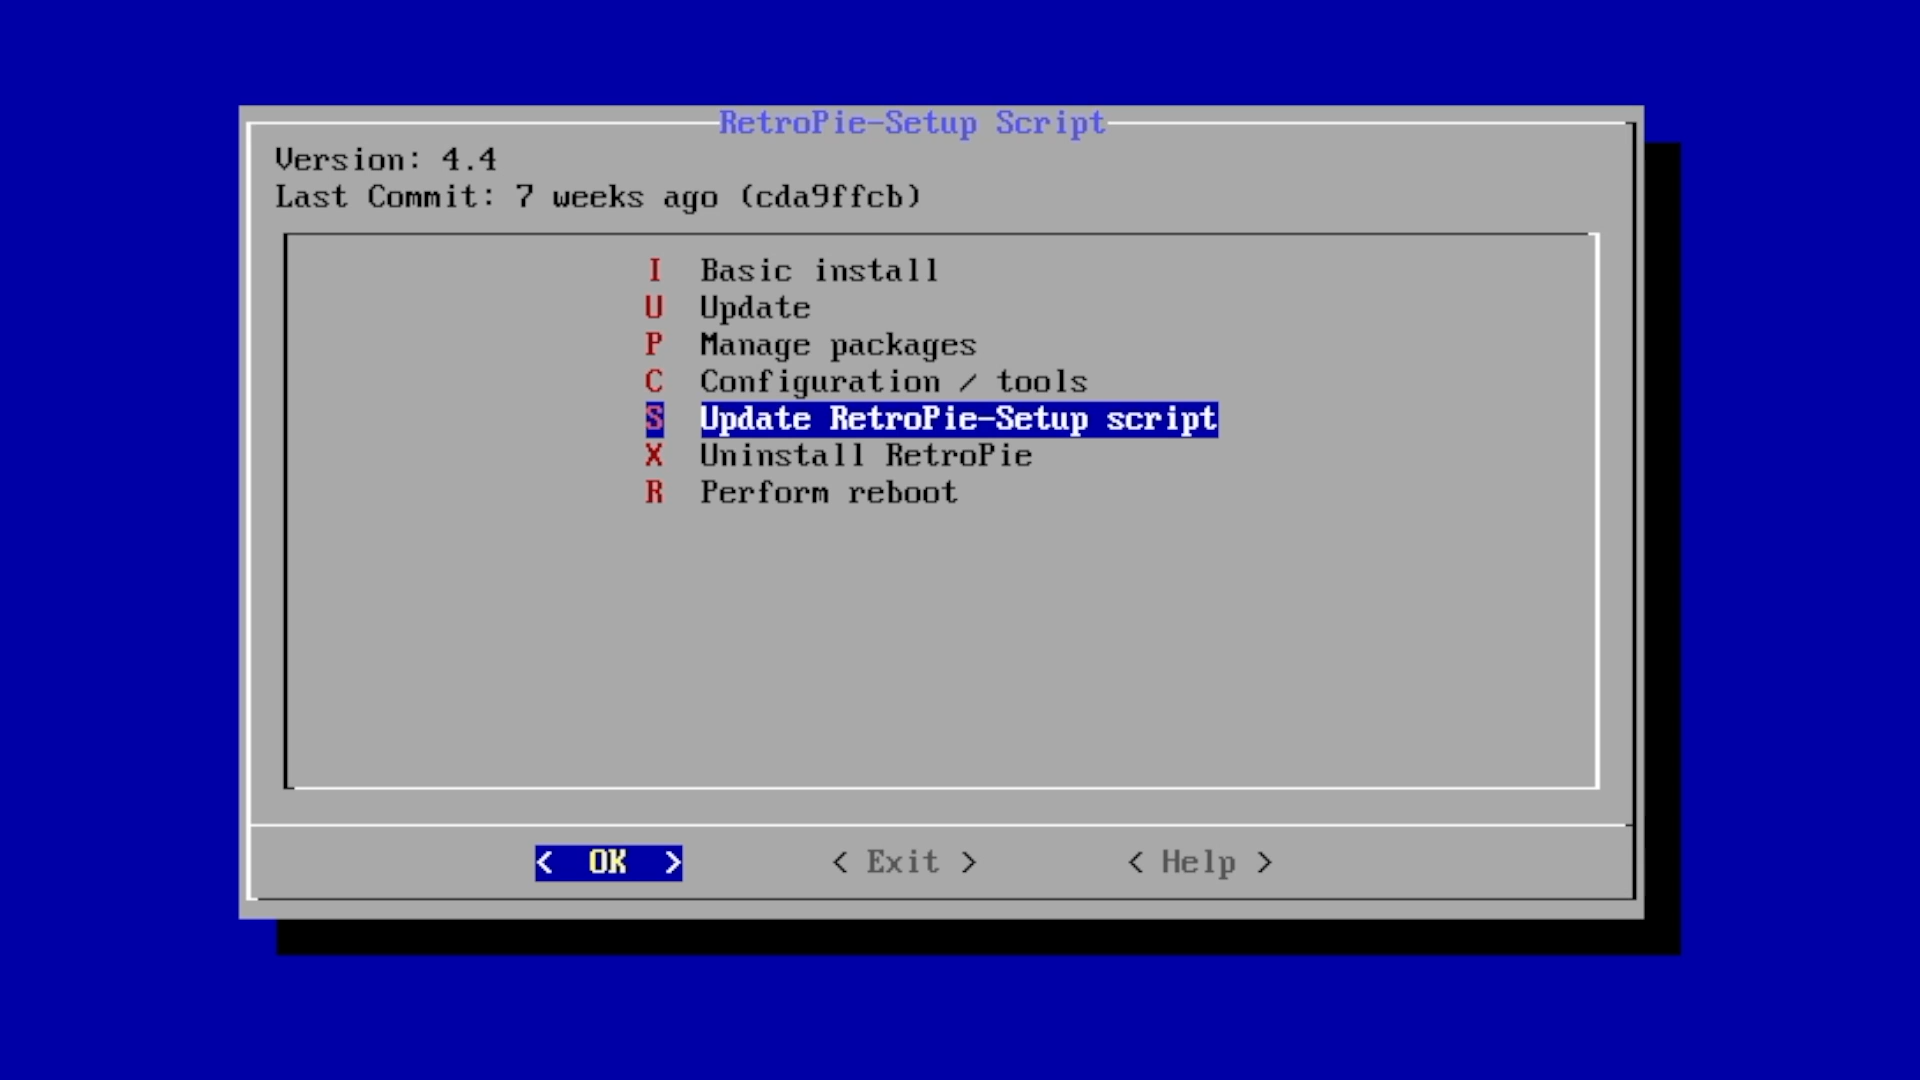 RetroPie-Setup Script
Version: 4.4
Last Commit: 7 weeks ago (cda9ffcb)
I Basic install
U Update
P Manage packages
C Configuration / tools
S Update RetroPie-Setup script
X Uninstall RetroPie
R Perform reboot
< OK > < Exit > < Help >